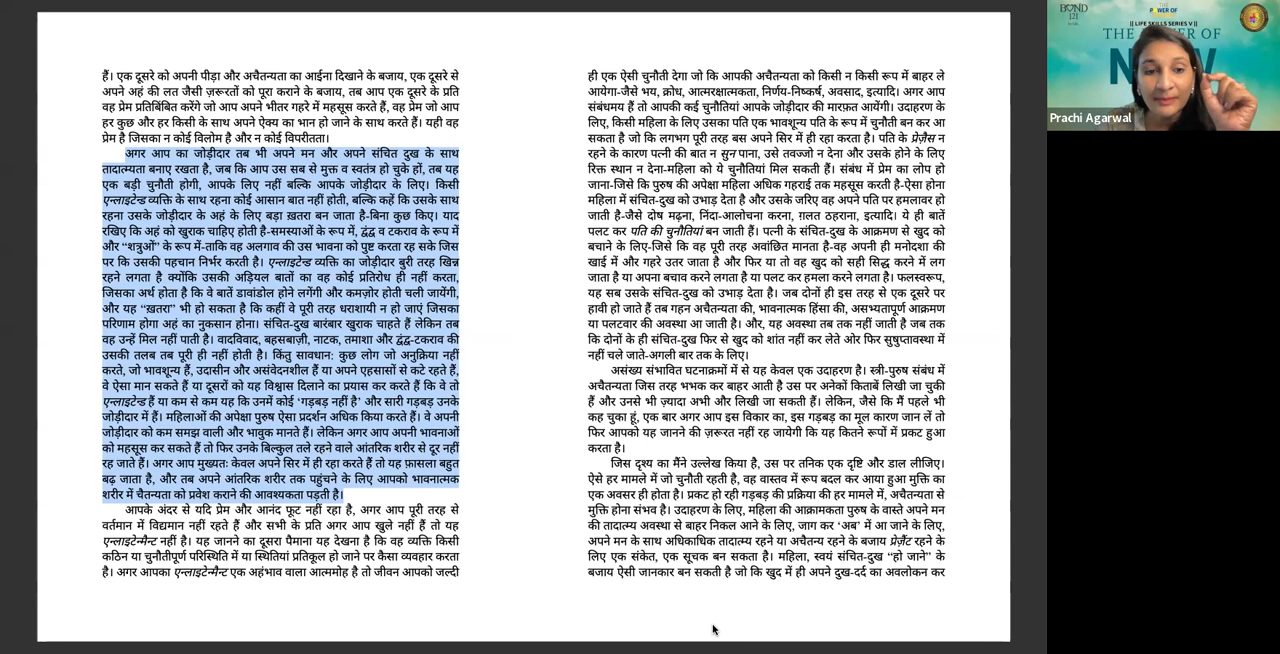 हैं। एक दूसरे को अपनी पीड़ा और अचैतन्यता का आईना दिखाने के बजाय, एक दूसरे से
अपने अहं की लत जैसी ज़रूरतों को पूरा कराने के बजाय, तब आप एक दूसरे के प्रति
वह प्रेम प्रतिबिंबित करेंगे जो आप अपने भीतर गहरे में महसूस करते हैं, वह प्रेम जो आप
हर कुछ और हर किसी के साथ अपने ऐक्य का भान हो जाने के साथ करते हैं। यही वह
प्रेम है जिसका न कोई विलोम है और न कोई विपरीतता।
अगर आप का जोड़ीदार तब भी अपने मन और अपने संचित दुख के साथ
तादात्म्यता बनाए रखता है, जब कि आप उस सब से मुक्त व स्वतंत्र हो चुके हों, तब यह
एक बड़ी चुनौती होगी, आपके लिए नहीं बल्कि आपके जोड़ीदार के लिए। किसी
एन्लाइटेन्ड व्यक्ति के साथ रहना कोई आसान बात नहीं होती, बल्कि कहें कि उसके साथ
रहना उसके जोड़ीदार के अहं के लिए बड़ा ख़तरा बन जाता है-बिना कुछ किए। याद
रखिए कि अहं को खुराक चाहिए होती है-समस्याओं के रूप में, द्वंद्व व टकराव के रूप में
और “शत्रुओं” के रूप में-ताकि वह अलगाव की उस भावना को पुष्ट करता रह सके जिस
पर कि उसकी पहचान निर्भर करती है। एन्लाइटेन्ड व्यक्ति का जोड़ीदार बुरी तरह खिन्न
रहने लगता है क्योंकि उसकी अड़ियल बातों का वह कोई प्रतिरोध ही नहीं करता,
जिसका अर्थ होता है कि वे बातें डावांडोल होने लगेंगी और कमज़ोर होती चली जायेंगी,
और यह “ख़तरा” भी हो सकता है कि कहीं वे पूरी तरह धराशायी न हो जाएं जिसका
परिणाम होगा अहं का नुकसान होना। संचित-दुख बारंबार खुराक चाहते हैं लेकिन तब
वह उन्हें मिल नहीं पाती है। वादविवाद, बहसबाज़ी, नाटक, तमाशा और द्वंद्व-टकराव की
उसकी तलब तब पूरी ही नहीं होती है। किंतु सावधान: कुछ लोग जो अनुक्रिया नहीं
करते, जो भावशून्य हैं, उदासीन और असंवेदनशील हैं या अपने एहसासों से कटे रहते हैं,
वे ऐसा मान सकते हैं या दूसरों को यह विश्वास दिलाने का प्रयास कर करते हैं कि वे तो
एन्लाइटेन्ड हैं या कम से कम यह कि उनमें कोई ‘गड़बड़ नहीं है’ और सारी गड़बड़ उनके
जोड़ीदार में हैं। महिलाओं की अपेक्षा पुरुष ऐसा प्रदर्शन अधिक किया करते हैं। वे अपनी
जोड़ीदार को कम समझ वाली और भावुक मानते हैं। लेकिन अगर आप अपनी भावनाओं
को महसूस कर सकते हैं तो फिर उनके बिल्कुल तले रहने वाले आंतरिक शरीर से दूर नहीं
रह जाते हैं। अगर आप मुख्यतः केवल अपने सिर में ही रहा करते हैं तो यह फ़ासला बहुत
बढ़ जाता है, और तब अपने आंतरिक शरीर तक पहुंचने के लिए आपको भावनात्मक
शरीर में चैतन्यता को प्रवेश कराने की आवश्यकता पड़ती है।
आपके अंदर से यदि प्रेम और आनंद फूट नहीं रहा है, अगर आप पूरी तरह से
वर्तमान में विद्यमान नहीं रहते हैं और सभी के प्रति अगर आप खुले नहीं हैं तो यह
एन्लाइटेन्मैन्ट नहीं है। यह जानने का दूसरा पैमाना यह देखना है कि वह व्यक्ति किसी
कठिन या चुनौतीपूर्ण परिस्थिति में या स्थितियां प्रतिकूल हो जाने पर कैसा व्यवहार करता
है। अगर आपका एन्लाइटेन्मैन्ट एक अहंभाव वाला आत्ममोह है तो जीवन आपको जल्दी
ही एक ऐसी चुनौती देगा जो कि आपकी अचैतन्यता को किसी न किसी रूप में बाहर ले
आयेगा-जैसे भय, क्रोध, आत्मरक्षात्मकता, निर्णय-निष्कर्ष, अवसाद, इत्यादि। अगर आप
संबंधमय हैं तो आपकी कई चुनौतियां आपके जोड़ीदार की मारफ़त आयेंगी। उदाहरण के
लिए, किसी महिला के लिए उसका पति एक भावशून्य पति के रूप में चुनौती बन कर आ
सकता है जो कि लगभग पूरी तरह बस अपने सिर में ही रहा करता है। पति के प्रेज़ैस न
रहने के कारण पत्नी की बात न सुन पाना, उसे तवज्जो न देना और उसके होने के लिए
रिक्त स्थान न देना-महिला को ये चुनौतियां मिल सकती हैं। संबंध में प्रेम का लोप हो
जाना-जिसे कि पुरुष की अपेक्षा महिला अधिक गहराई तक महसूस करती है-ऐसा होना
महिला में संचित-दुख को उभाड़ देता है और उसके जरिए वह अपने पति पर हमलावर हो
जाती है-जैसे दोष मढ़ना, निंदा-आलोचना करना, ग़लत ठहराना, इत्यादि। ये ही बातें
पलट कर पति की चुनौतियां बन जाती हैं। पत्नी के संचित-दुख के आक्रमण से खुद को
बचाने के लिए-जिसे कि वह पूरी तरह अवांछित मानता है-वह अपनी ही मनोदशा की
खाई में और गहरे उतर जाता है और फिर या तो वह खुद को सही सिद्ध करने में लग
जाता है या अपना बचाव करने लगता है या पलट कर हमला करने लगता है। फलस्वरूप,
यह सब उसके संचित-दुख को उभाड़ देता है। जब दोनों ही इस तरह से एक दूसरे पर
हावी हो जाते हैं तब गहन अचैतन्यता की, भावनात्मक हिंसा की, असभ्यतापूर्ण आक्रमण
या पलटवार की अवस्था आ जाती है। और, यह अवस्था तब तक नहीं जाती है जब तक
कि दोनों के ही संचित-दुख फिर से खुद को शांत नहीं कर लेते ओर फिर सुषुप्तावस्था में
नहीं चले जाते-अगली बार तक के लिए।
असंख्य संभावित घटनाक्रमों में से यह केवल एक उदाहरण है। स्त्री-पुरुष संबंध में
अचैतन्यता जिस तरह भभक कर बाहर आती है उस पर अनेकों किताबें लिखी जा चुकी
हैं और उनसे भी ज़्यादा अभी और लिखी जा सकती हैं। लेकिन, जैसे कि मैं पहले भी
कह चुका हूं, एक बार अगर आप इस विकार का, इस गड़बड़ का मूल कारण जान लें तो
फिर आपको यह जानने की ज़रूरत नहीं रह जायेगी कि यह कितने रूपों में प्रकट हुआ
करता है।
जिस दृश्य का मैंने उल्लेख किया है, उस पर तनिक एक दृष्टि और डाल लीजिए।
ऐसे हर मामले में जो चुनौती रहती है, वह वास्तव में रूप बदल कर आया हुआ मुक्ति का
एक अवसर ही होता है। प्रकट हो रही गड़बड़ की प्रक्रिया की हर मामले में, अचैतन्यता से
मुक्ति होना संभव है। उदाहरण के लिए, महिला की आक्रामकता पुरुष के वास्ते अपने मन
की तादात्म्य अवस्था से बाहर निकल आने के लिए, जाग कर ‘अब’ में आ जाने के लिए,
अपने मन के साथ अधिकाधिक तादात्म्य रहने या अचैतन्य रहने के बजाय प्रेज़ैंट रहने के
लिए एक संकेत, एक सूचक बन सकता है। महिला, स्वयं संचित-दुख “हो जाने” के
बजाय ऐसी जानकार बन सकती है जो कि खुद में ही अपने दुख-दर्द का अवलोकन कर
BOND
121
THE
POWER OF
|| LIFE SKILLS SERIES V ||
THE POWER OF
Prachi Agarwal